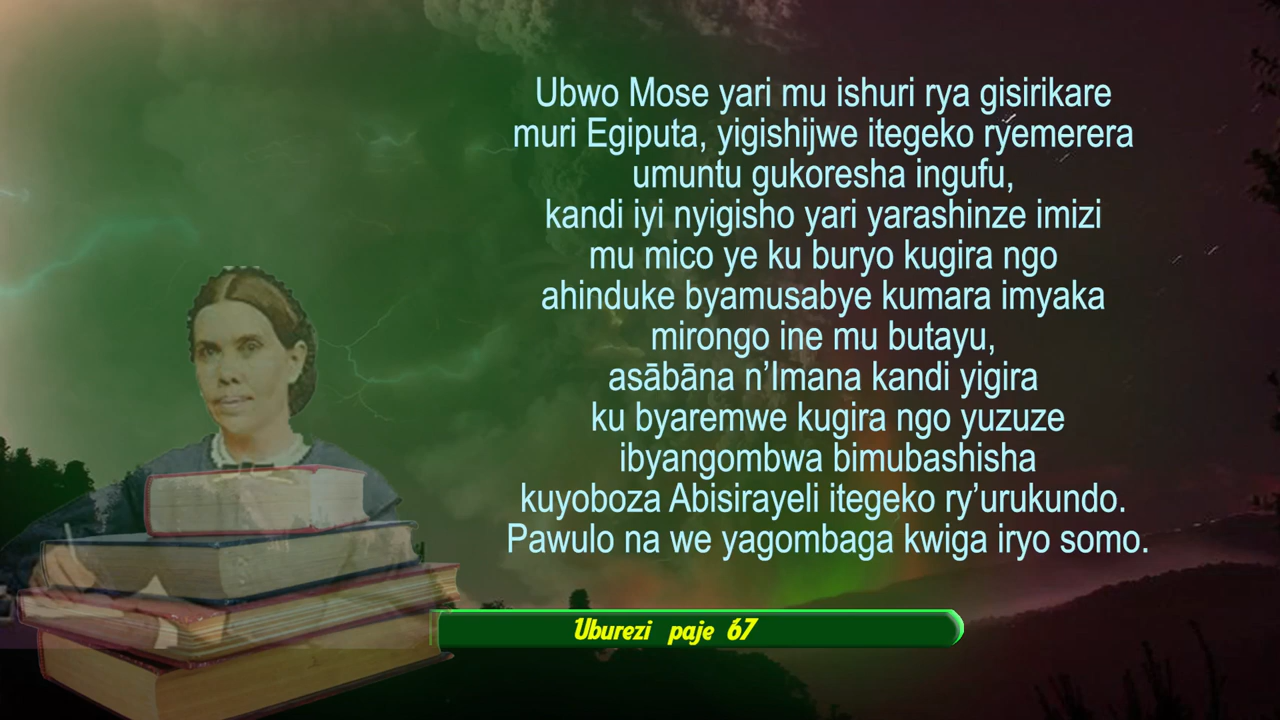 Ubwo Mose yari mu ishuri rya gisirikare
muri Egiputa, yigishijwe itegeko ryemerera
umuntu gukoresha ingufu,
kandi iyi nyigisho yari yarashinze imizi
mu mico ye ku buryo kugira ngo
ahinduke byamusabye kumara imyaka
mirongo ine mu butayu,
asābāna n’Imana kandi yigira
ku byaremwe kugira ngo yuzuze
ibyangombwa bimubashisha
kuyoboza Abisirayeli itegeko ry’urukundo.
Pawulo na we yagombaga kwiga iryo somo.
Uburezi paje 67